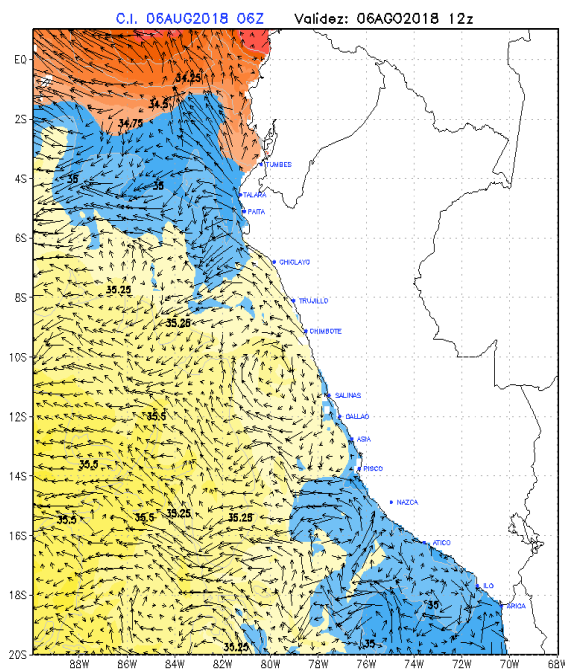 C.I. 06AUG2018 06Z Validez: 06AGO2018 12z
EQ
34.25
34.5
2S
34.75
TUMBES
4S
35 35
TALARA
PAITA
6S
CHICLAYO
35.25
8S
TRUJILLO
35.25
CHIMBOTE
10S
SALINAS
12S
35.5
CALLAO
ASIA
35.5
PISCO
14S
NAZCA
35.5 35.5 35.25 35.25
16S
ATICO
ILO
18S
35
ARICA
35.25 35
20S
88W 86W 84W 82W 80W 78W 76W 74W 72W 70W 68W